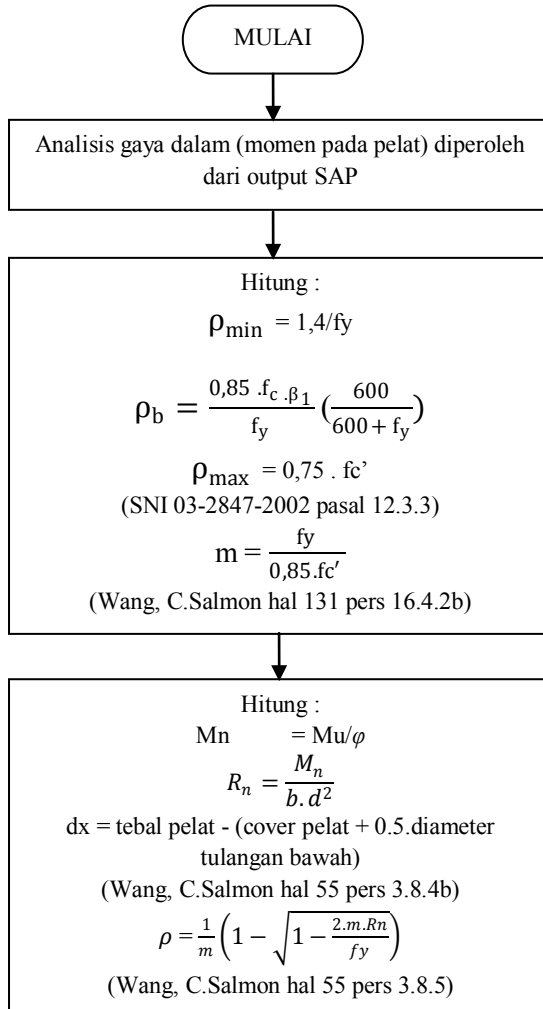 MULAI
Analisis gaya dalam (momen pada pelat) diperoleh
dari output SAP
Hitung :
ρmin = 1,4/fy
ρb = 0,85 .fc .β1 / fy (600 / 600 + fy)
ρmax = 0,75 . fc’
(SNI 03-2847-2002 pasal 12.3.3)
m = fy / 0,85.fc′
(Wang, C.Salmon hal 131 pers 16.4.2b)
Hitung :
Mn = Mu/φ
Rn = Mn / b. d²
dx = tebal pelat - (cover pelat + 0.5.diameter
tulangan bawah)
(Wang, C.Salmon hal 55 pers 3.8.4b)
ρ = 1/m (1 − √(1 − 2.m.Rn / fy))
(Wang, C.Salmon hal 55 pers 3.8.5)